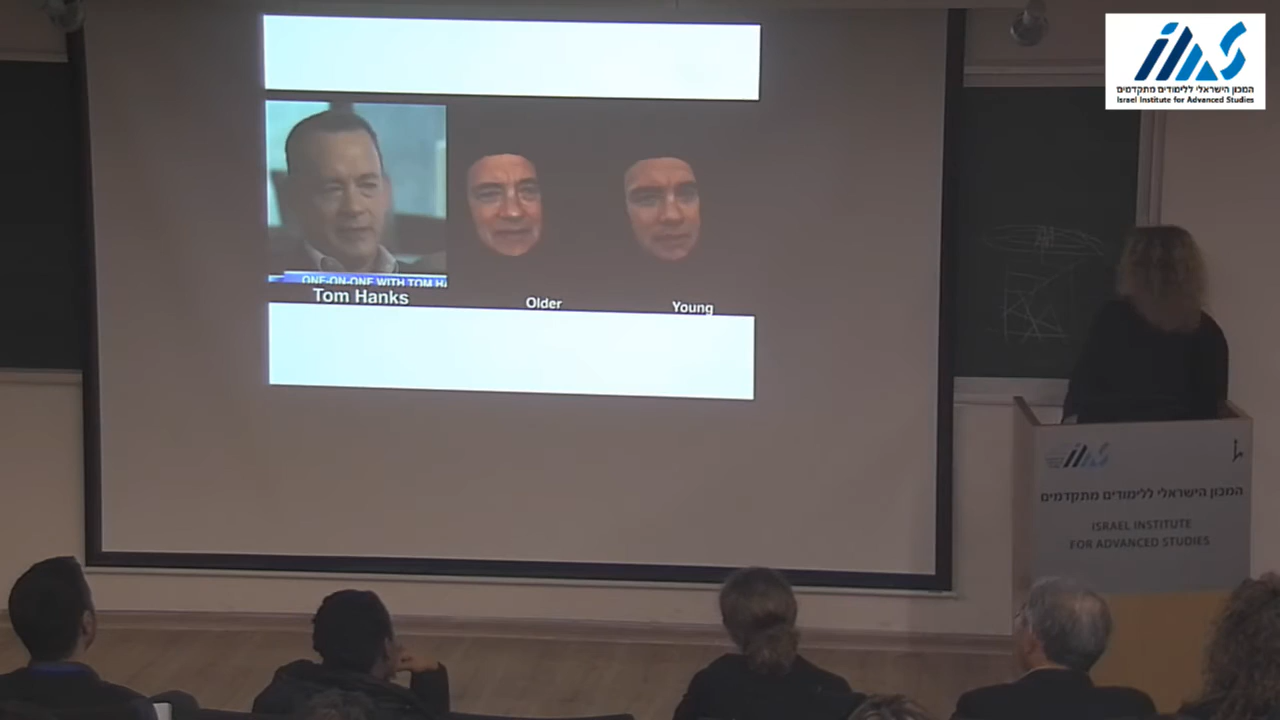 המכון הישראלי ללימודים מתקדמים
Israel Institute for Advanced Studies
ONE-ON-ONE WITH TOM HA
Tom Hanks
Older
Young
המכון הישראלי ללימודים מתקדמים
ISRAEL INSTITUTE
FOR ADVANCED STUDIES